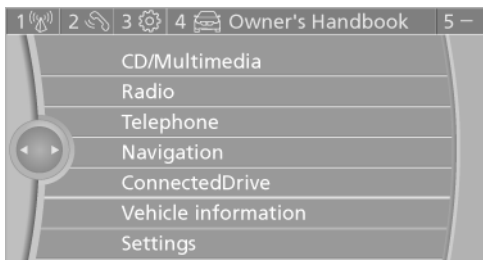 1 2 3 4 Owner's Handbook 5 –
CD/Multimedia
Radio
Telephone
Navigation
ConnectedDrive
Vehicle information
Settings